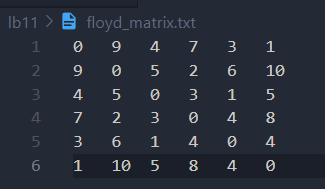 lb11 > floyd_matrix.txt
1 0 9 4 7 3 1
2 9 0 5 2 6 10
3 4 5 0 3 1 5
4 7 2 3 0 4 8
5 3 6 1 4 0 4
6 1 10 5 8 4 0